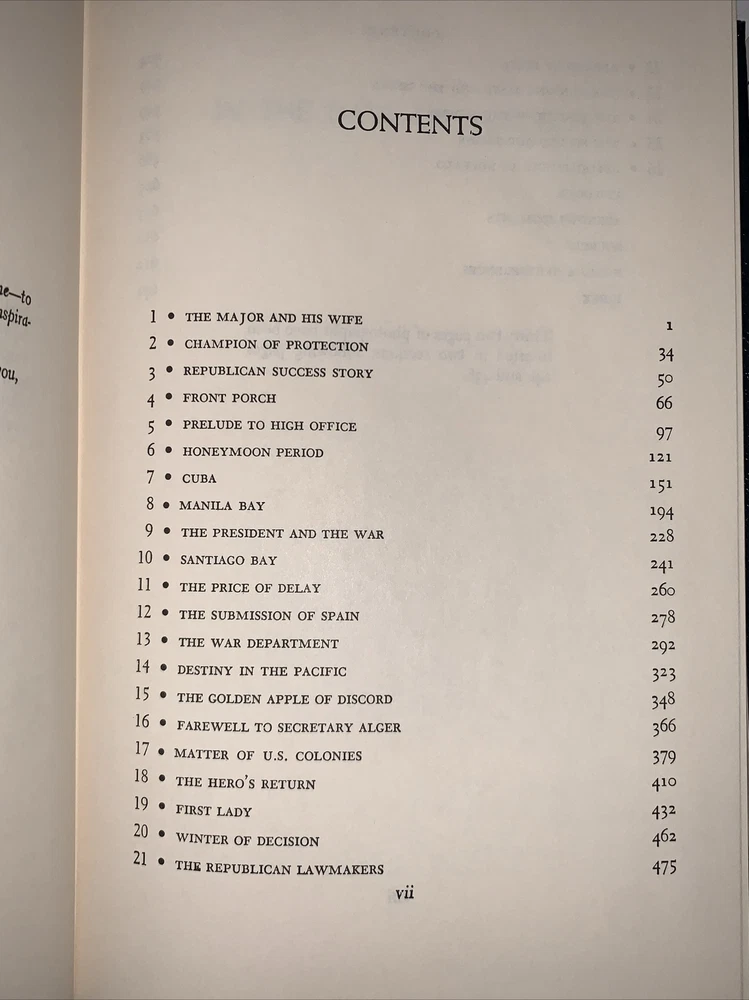 ne—to
nspira-
ou,
CONTENTS
1 • THE MAJOR AND HIS WIFE 1
2 • CHAMPION OF PROTECTION 34
3 • REPUBLICAN SUCCESS STORY 50
4 • FRONT PORCH 66
5 • PRELUDE TO HIGH OFFICE 97
6 • HONEYMOON PERIOD 121
7 • CUBA 151
8 • MANILA BAY 194
9 • THE PRESIDENT AND THE WAR 228
10 • SANTIAGO BAY 241
11 • THE PRICE OF DELAY 260
12 • THE SUBMISSION OF SPAIN 278
13 • THE WAR DEPARTMENT 292
14 • DESTINY IN THE PACIFIC 323
15 • THE GOLDEN APPLE OF DISCORD 348
16 • FAREWELL TO SECRETARY ALGER 366
17 • MATTER OF U.S. COLONIES 379
18 • THE HERO'S RETURN 410
19 • FIRST LADY 432
20 • WINTER OF DECISION 462
21 • THE REPUBLICAN LAWMAKERS 475
vii